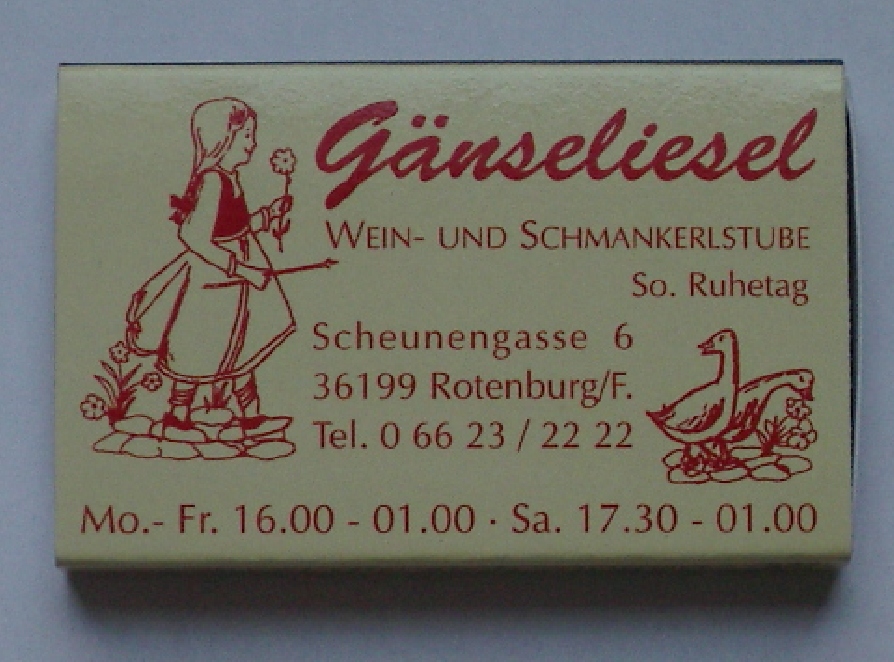 Gänseliesel
Wein- und Schmankerlstube
So. Ruhetag
Scheunengasse 6
36199 Rotenburg/F.
Tel. 0 66 23 / 22 22
Mo.- Fr. 16.00 - 01.00 · Sa. 17.30 - 01.00